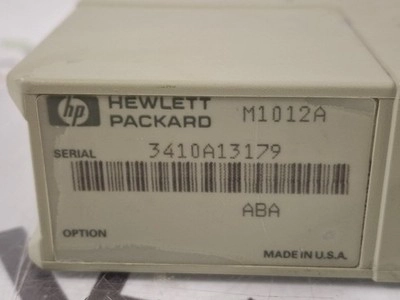 hp HEWLETT PACKARD M1012A
SERIAL 3410A13179
ABA
OPTION
MADE IN U.S.A.